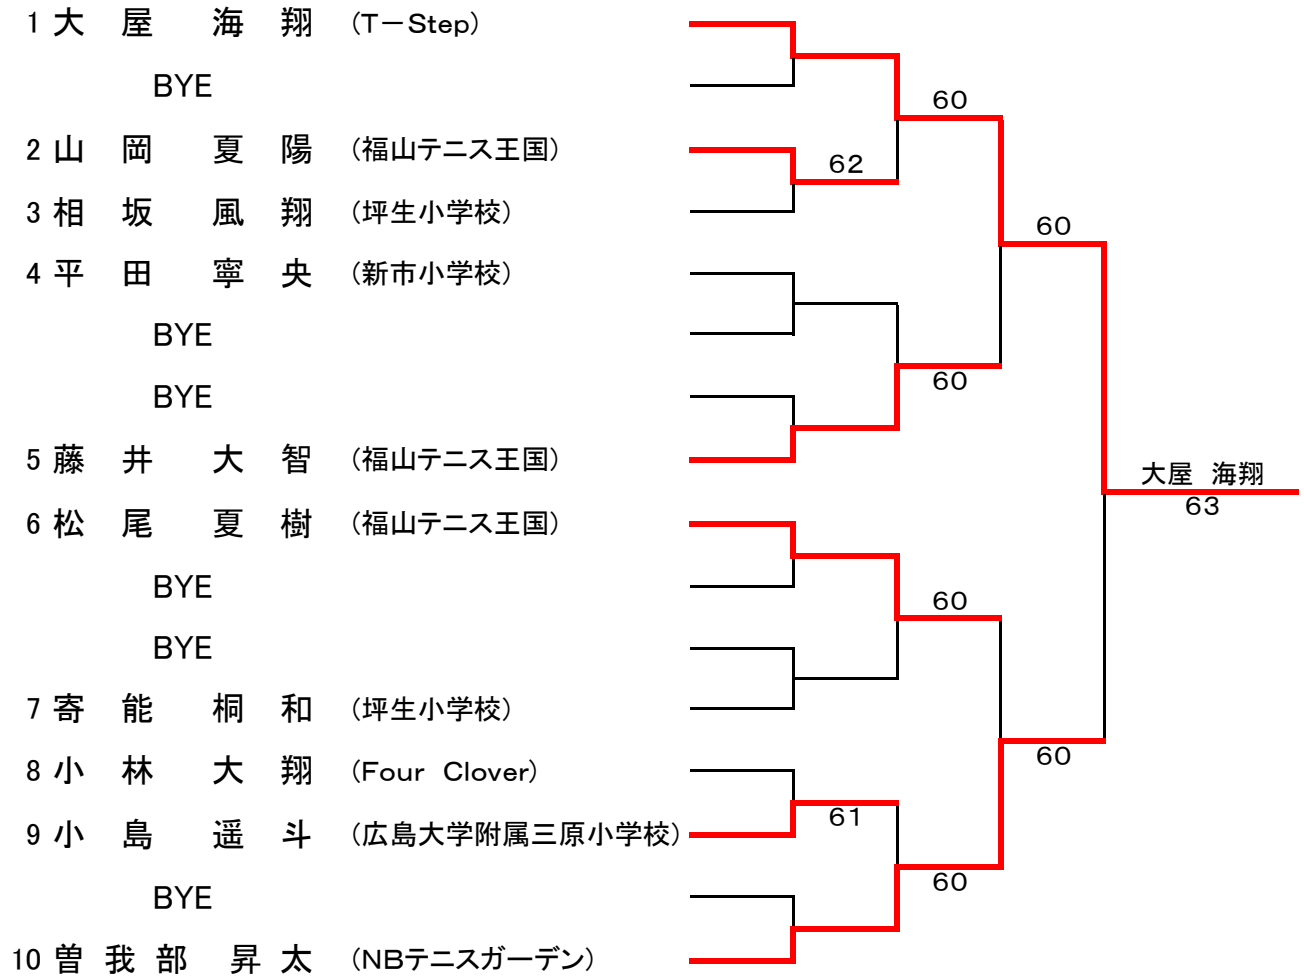 1 大 屋 海 翔 (T－Step)
BYE
60
2 山 岡 夏 陽 (福山テニス王国)
62
3 相 坂 風 翔 (坪生小学校)
60
4 平 田 寧 央 (新市小学校)
BYE
60
BYE
5 藤 井 大 智 (福山テニス王国)
大屋 海翔
63
6 松 尾 夏 樹 (福山テニス王国)
BYE
60
BYE
7 寄 能 桐 和 (坪生小学校)
60
8 小 林 大 翔 (Four Clover)
61
9 小 島 遥 斗 (広島大学附属三原小学校)
60
BYE
10 曽 我 部 昇 太 (NBテニスガーデン)